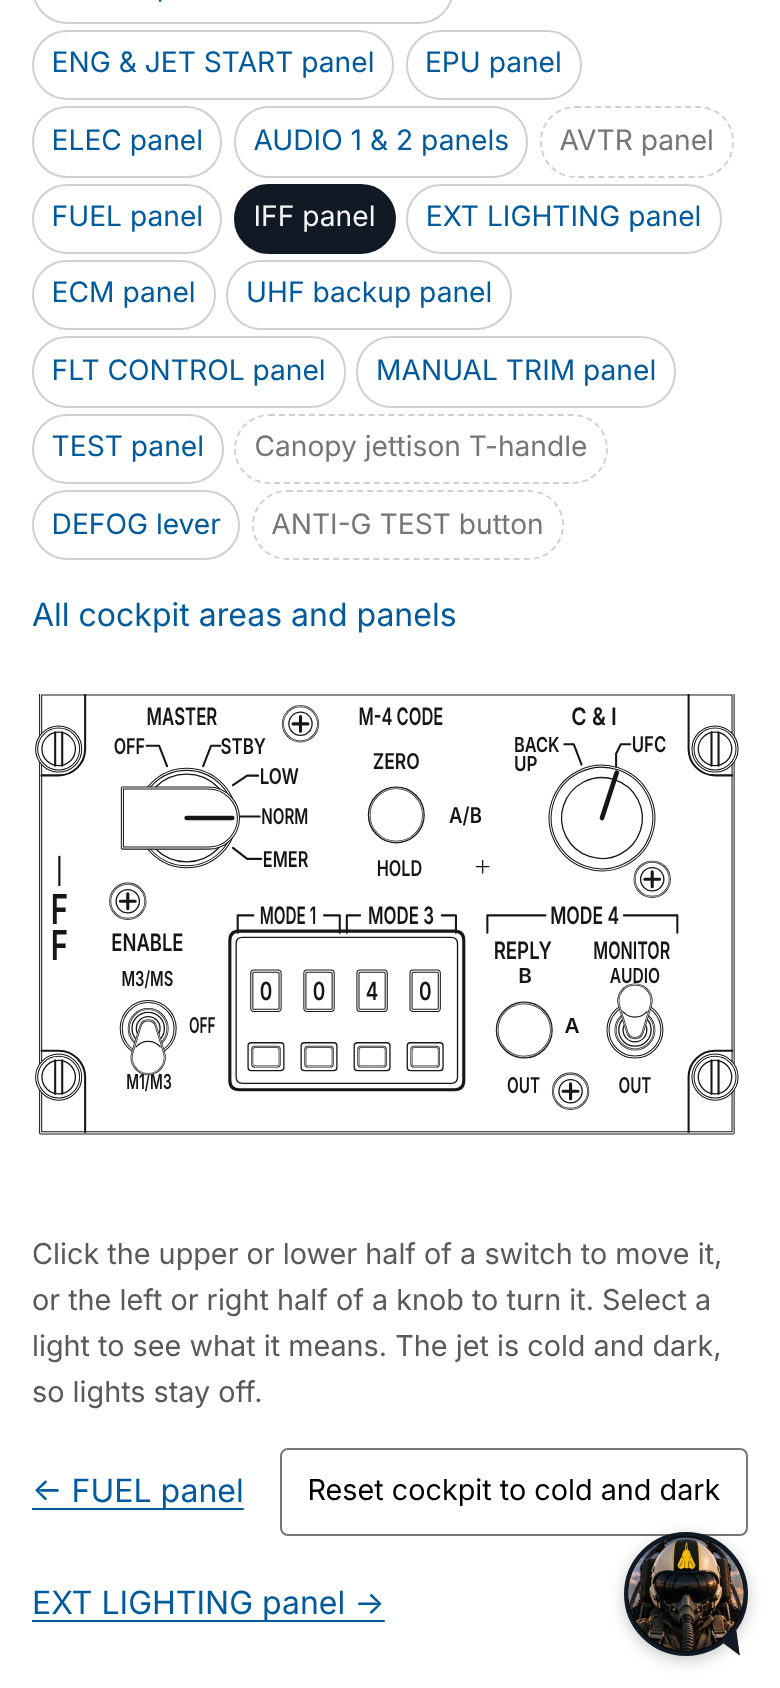 ENG & JET START panel
EPU panel
ELEC panel
AUDIO 1 & 2 panels
AVTR panel
FUEL panel
IFF panel
EXT LIGHTING panel
ECM panel
UHF backup panel
FLT CONTROL panel
MANUAL TRIM panel
TEST panel
Canopy jettison T-handle
DEFOG lever
ANTI-G TEST button
All cockpit areas and panels
MASTER
M-4 CODE
C & I
OFF
STBY
BACK UP
UFC
ZERO
LOW
NORM
A/B
EMER
HOLD
IFF
MODE 1
MODE 3
MODE 4
ENABLE
REPLY
MONITOR
M3/MS
B
AUDIO
0 0 4 0
OFF
A
M1/M3
OUT
OUT
Click the upper or lower half of a switch to move it,
or the left or right half of a knob to turn it. Select a
light to see what it means. The jet is cold and dark,
so lights stay off.
← FUEL panel
Reset cockpit to cold and dark
EXT LIGHTING panel →